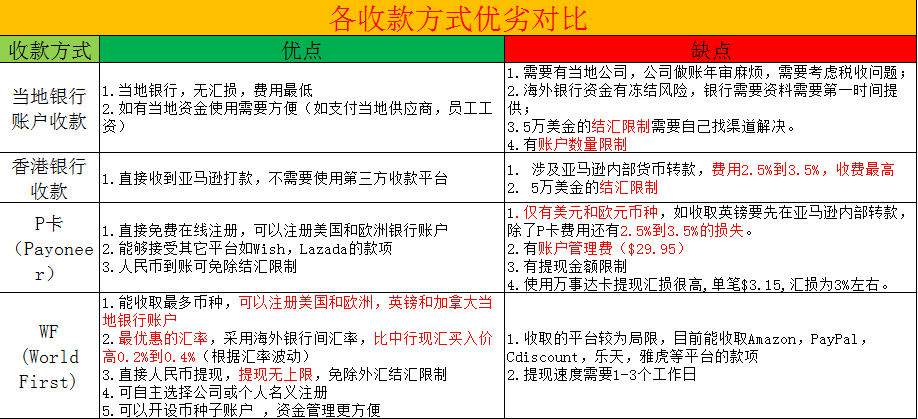 各收款方式优劣对比
收款方式 优点 缺点
当地银行
账户收款
1.当地银行，无汇损，费用最低
2.如有当地资金使用需要方便（如支付当地供应商，员工工
资）
1.需要有当地公司，公司做账年审麻烦，需要考虑税收问题；
2.海外银行资金有冻结风险，银行需要资料需要第一时间提
供；
3.5万美金的结汇限制需要自己找渠道解决。
4.有账户数量限制
香港银行
收款
1.直接收到亚马逊打款，不需要使用第三方收款平台
1. 涉及亚马逊内部货币转款，费用2.5%到3.5%，收费最高
2. 5万美金的结汇限制
P卡
（Payonee
r）
1.直接免费在线注册，可以注册美国和欧洲银行账户
2.能够接受其它平台如Wish，Lazada的款项
3.人民币到账可免除结汇限制
1.仅有美元和欧元币种，如收取英镑要先在亚马逊内部转款，
除了P卡费用还有2.5%到3.5%的损失。
2.有账户管理费（$29.95）
3.有提现金额限制
4.使用万事达卡提现汇损很高,单笔$3.15,汇损为3%左右。
WF
(World
First)
1.能收取最多币种，可以注册美国和欧洲，英镑和加拿大当
地银行账户
2.最优惠的汇率，采用海外银行间汇率，比中行现汇买入价
高0.2%到0.4%（根据汇率波动）
3.直接人民币提现，提现无上限，免除外汇结汇限制
4.可自主选择公司或个人名义注册
5.可以开设币种子账户 ，资金管理更方便
1.收取的平台较为局限，目前能收取Amazon，PayPal，
Cdiscount，乐天，雅虎等平台的款项
2.提现速度需要1-3个工作日